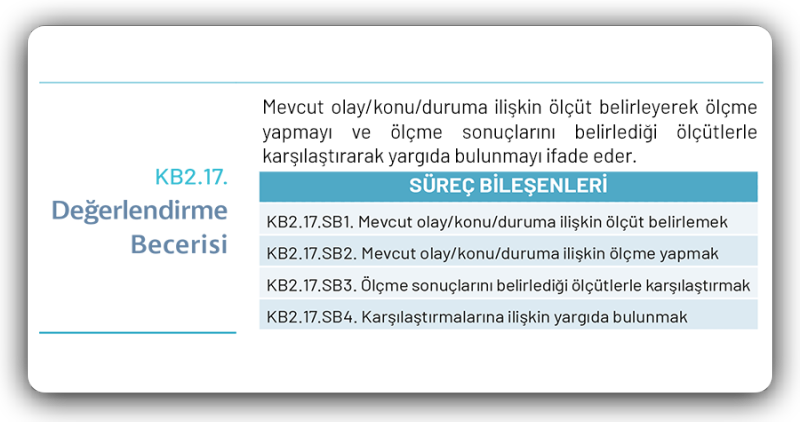 KB2.17.
Değerlendirme
Becerisi
Mevcut olay/konu/duruma ilişkin ölçüt belirleyerek ölçme
yapmayı ve ölçme sonuçlarını belirlediği ölçütlerle
karşılaştırarak yargıda bulunmayı ifade eder.
SÜREÇ BİLEŞENLERİ
KB2.17.SB1. Mevcut olay/konu/duruma ilişkin ölçüt belirlemek
KB2.17.SB2. Mevcut olay/konu/duruma ilişkin ölçme yapmak
KB2.17.SB3. Ölçme sonuçlarını belirlediği ölçütlerle karşılaştırmak
KB2.17.SB4. Karşılaştırmalarına ilişkin yargıda bulunmak